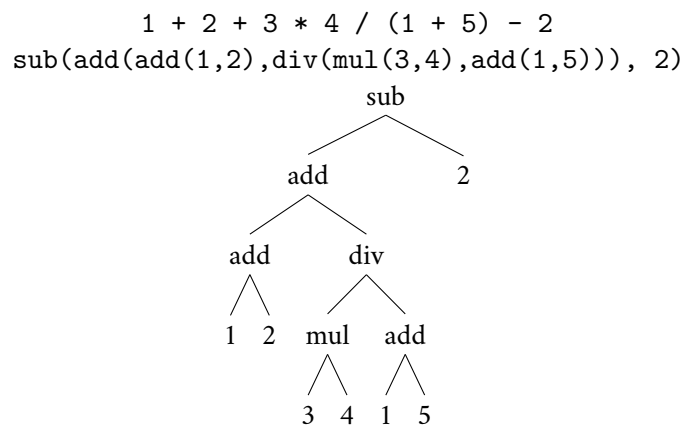 1 + 2 + 3 * 4 / (1 + 5) - 2
sub(add(add(1,2),div(mul(3,4),add(1,5))), 2)
sub
add 2
add div
1 2 mul add
3 4 1 5